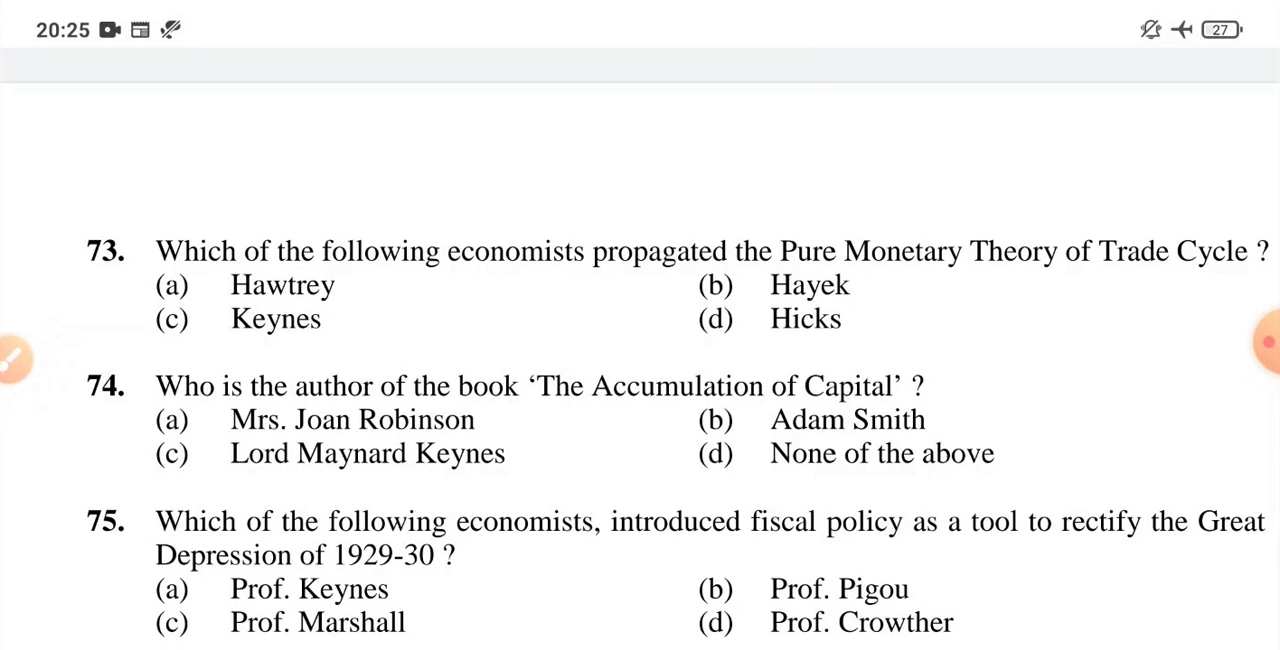 20:25 27
73. Which of the following economists propagated the Pure Monetary Theory of Trade Cycle ?
(a) Hawtrey (b) Hayek
(c) Keynes (d) Hicks
74. Who is the author of the book ‘The Accumulation of Capital’ ?
(a) Mrs. Joan Robinson (b) Adam Smith
(c) Lord Maynard Keynes (d) None of the above
75. Which of the following economists, introduced fiscal policy as a tool to rectify the Great
Depression of 1929-30 ?
(a) Prof. Keynes (b) Prof. Pigou
(c) Prof. Marshall (d) Prof. Crowther